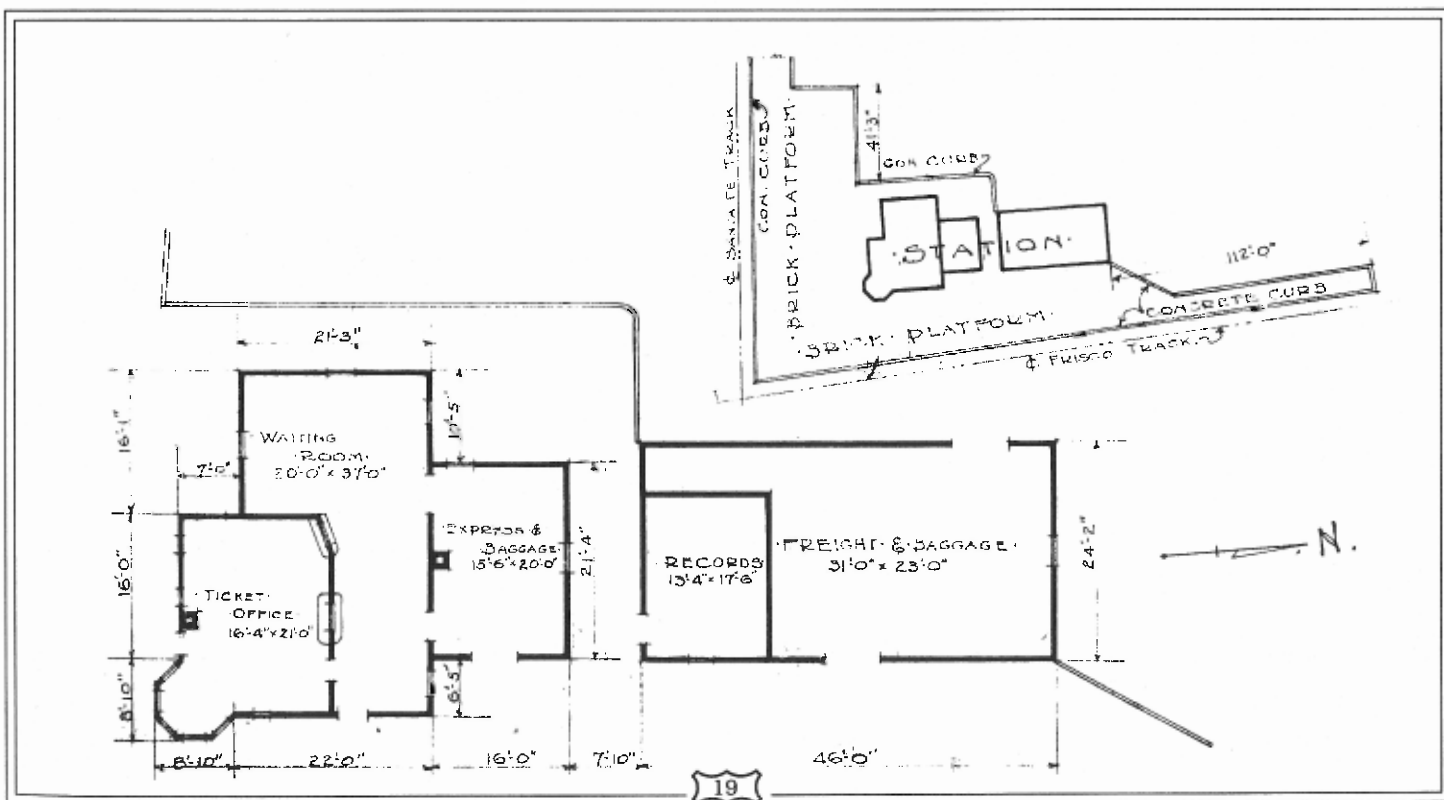 ℄ SANTA FE TRACK
CON. CURB
BRICK · PLATFORM ·
41'-3"
CON CURB
· STATION ·
112'-0"
CONCRETE CURB
· BRICK · PLATFORM ·
℄ FRISCO TRACK
21'-3"
16'-1"
10'-5"
WAITING
· ROOM ·
20'-0" × 37'-0"
7'-0"
16'-0"
EXPRESS &
BAGGAGE
15'-6" × 20'-0"
21'-4"
· RECORDS
13'-4" × 17'-6"
· FREIGHT · & · BAGGAGE ·
31'-0" × 23'-0"
24'-2"
N.
· TICKET ·
OFFICE ·
16'-4" × 21'-0"
8'-10"
6'-5"
8'-10"
22'-0"
16'-0"
7'-10"
46'-0"
19